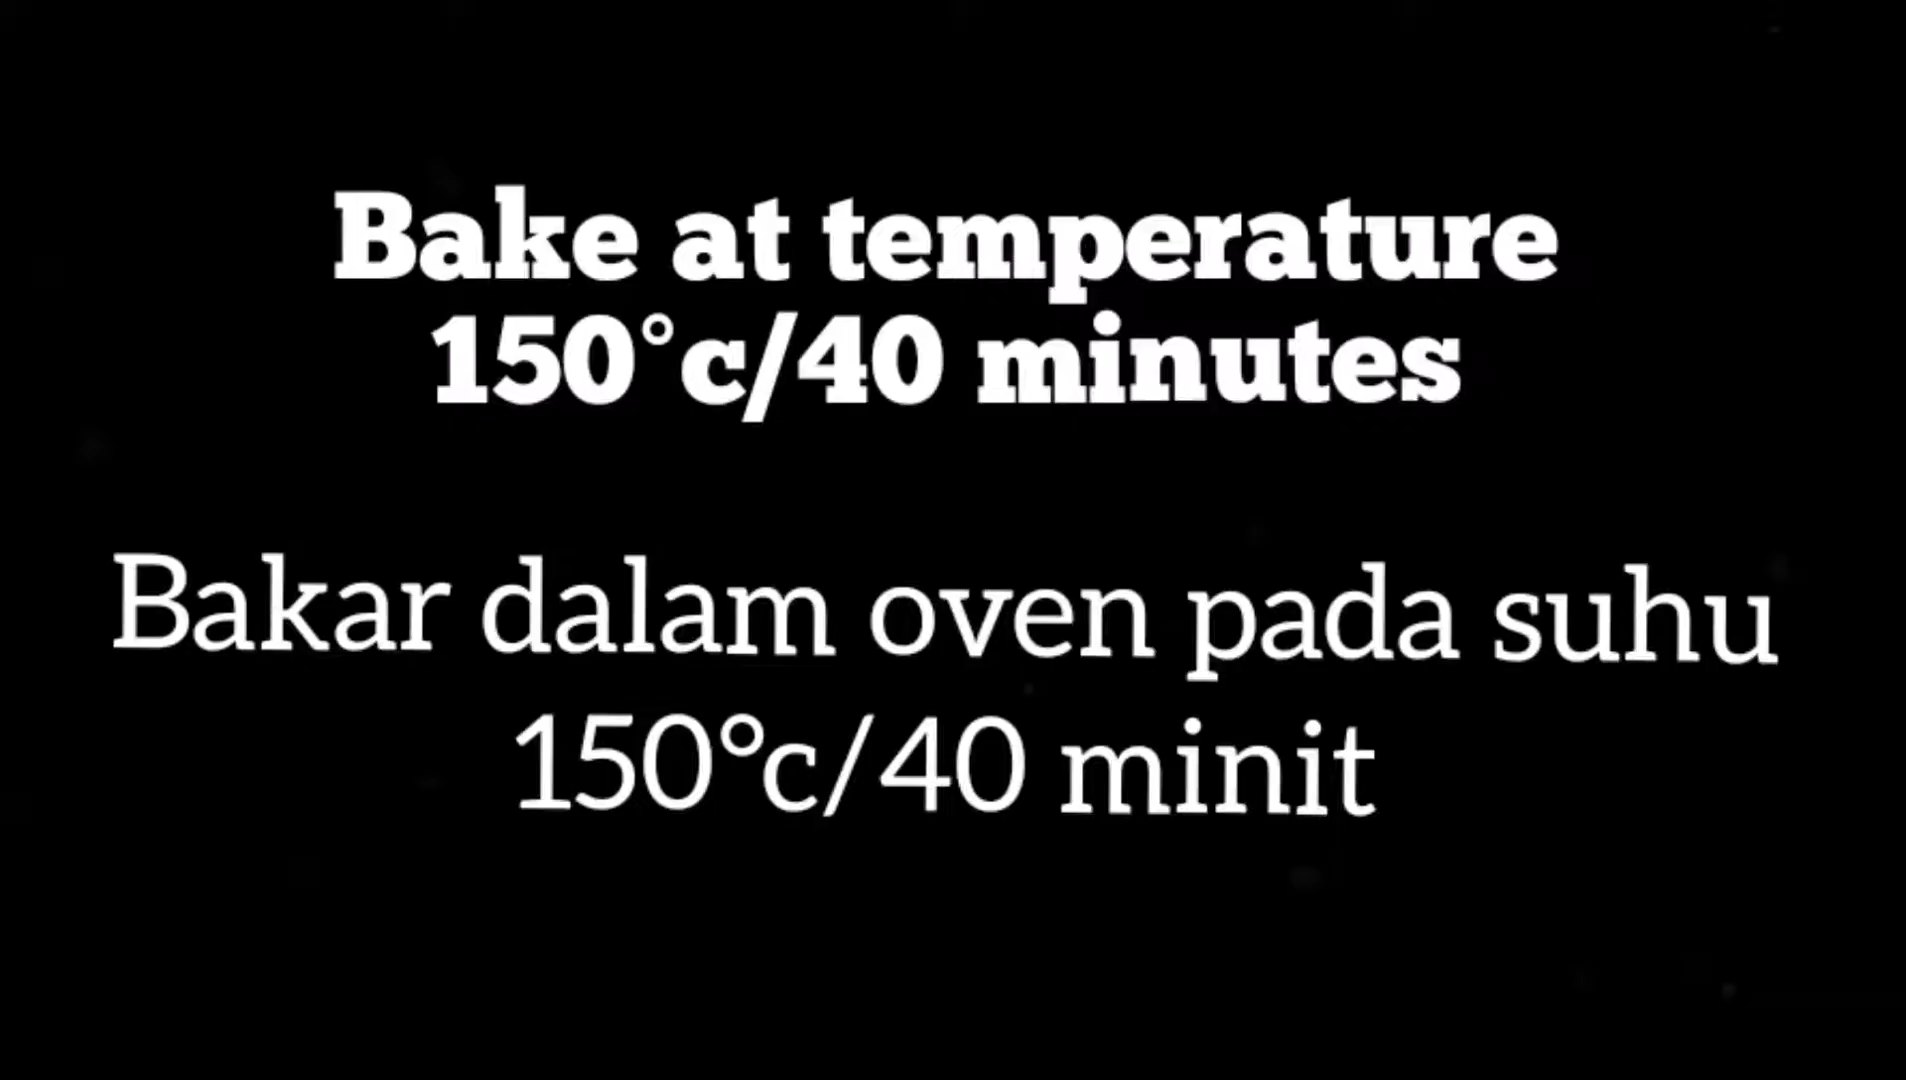 Bake at temperature
150°c/40 minutes
Bakar dalam oven pada suhu
150°c/40 minit